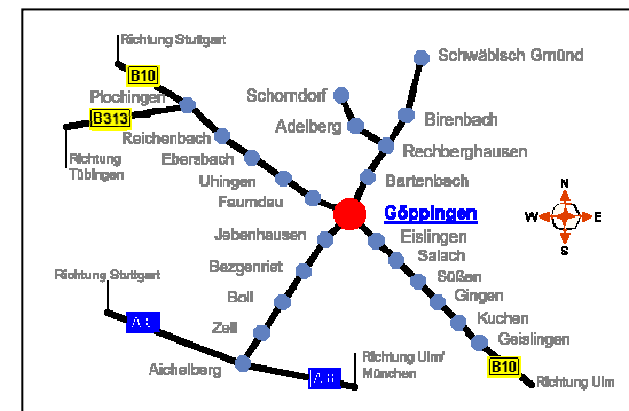 Richtung Stuttgart
B10
Schwäbisch Gmünd
Plochingen
Schorndorf
B313
Birenbach
Adelberg
Reichenbach
Rechberghausen
Richtung
Tübingen
Ebersbach
Uhingen
Bartenbach
N
Faurndau
Göppingen
W
E
Jebenhausen
Eislingen
S
Salach
Bezgenriet
Richtung Stuttgart
Süßen
Boll
Gingen
Zell
Kuchen
Geislingen
Aichelberg
Richtung Ulm/
München
B10
Richtung Ulm